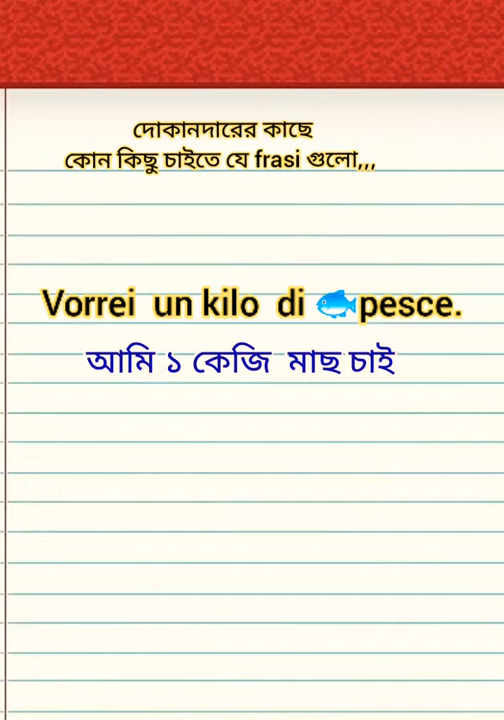 দোকানদারের কাছে
কোন কিছু চাইতে যে frasi গুলো,,,
Vorrei un kilo di 🐟pesce.
আমি ১ কেজি মাছ চাই